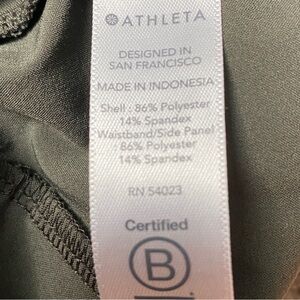 ATHLETA
DESIGNED IN
SAN FRANCISCO
MADE IN INDONESIA
Shell : 86% Polyester
14% Spandex
Waistband/Side Panel
: 86% Polyester
14% Spandex
RN 54023
Certified
B